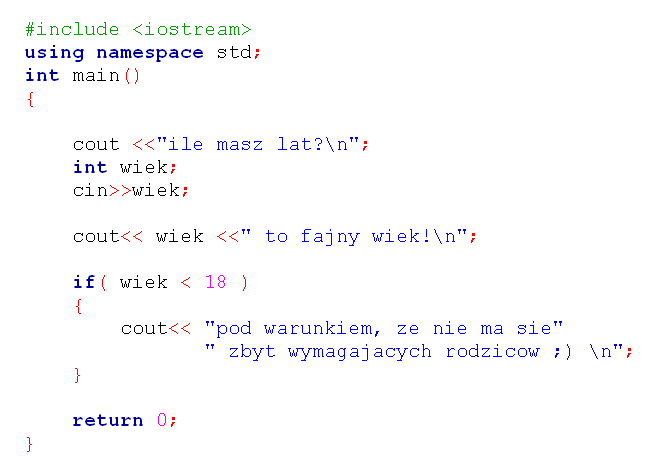 #include <iostream>
using namespace std;
int main()
{
cout <<"ile masz lat?\n";
int wiek;
cin>>wiek;
cout<< wiek <<" to fajny wiek!\n";
if( wiek < 18 )
{
cout<< "pod warunkiem, ze nie ma sie"
" zbyt wymagajacych rodzicow ;) \n";
}
return 0;
}